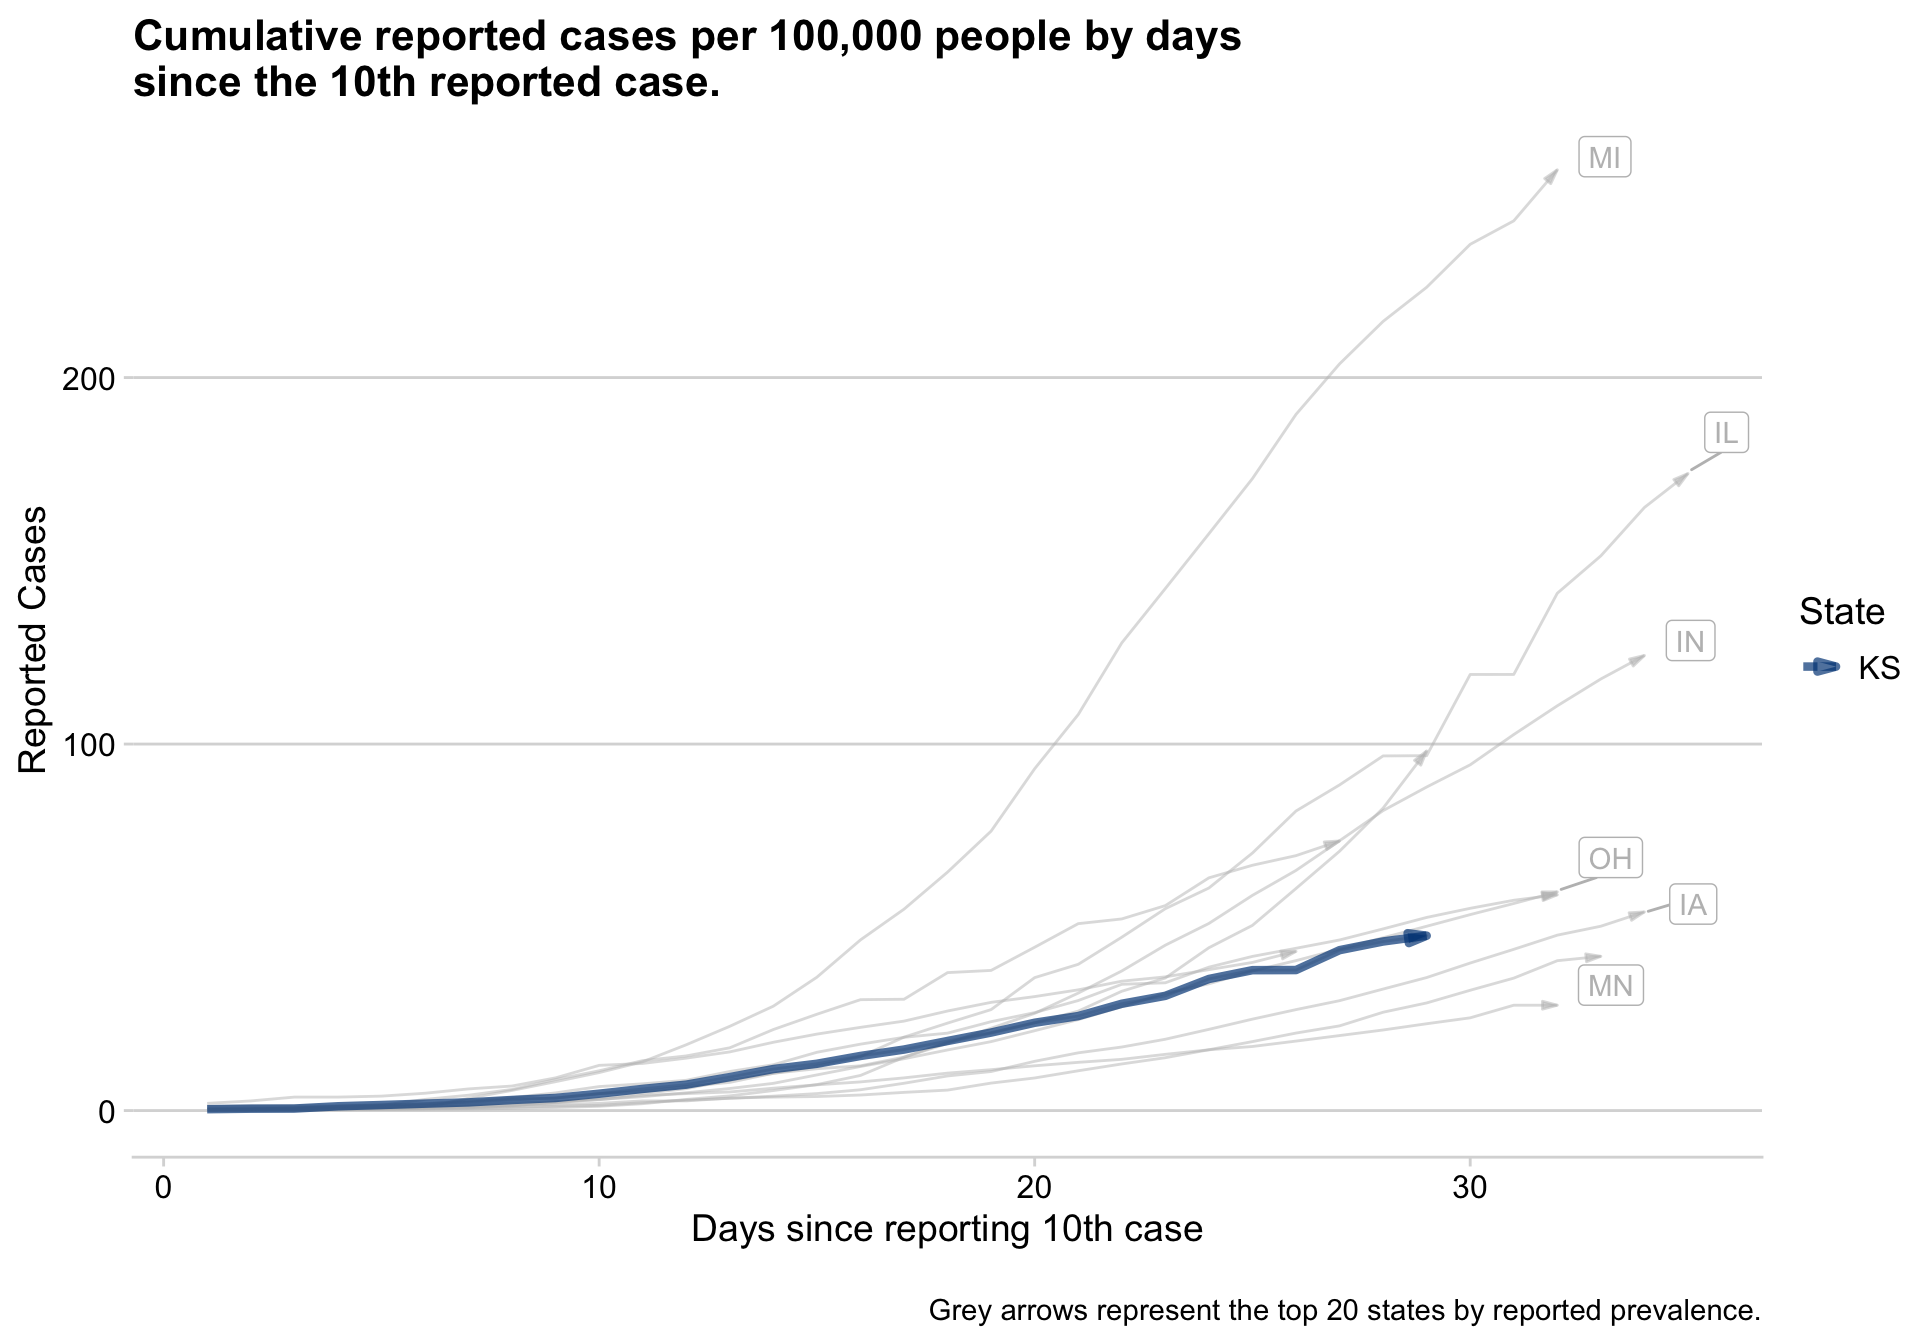 Cumulative reported cases per 100,000 people by days
since the 10th reported case.
MI
200
IL
IN
100
OH
IA
MN
0
Reported Cases
State
KS
0 10 20 30
Days since reporting 10th case
Grey arrows represent the top 20 states by reported prevalence.